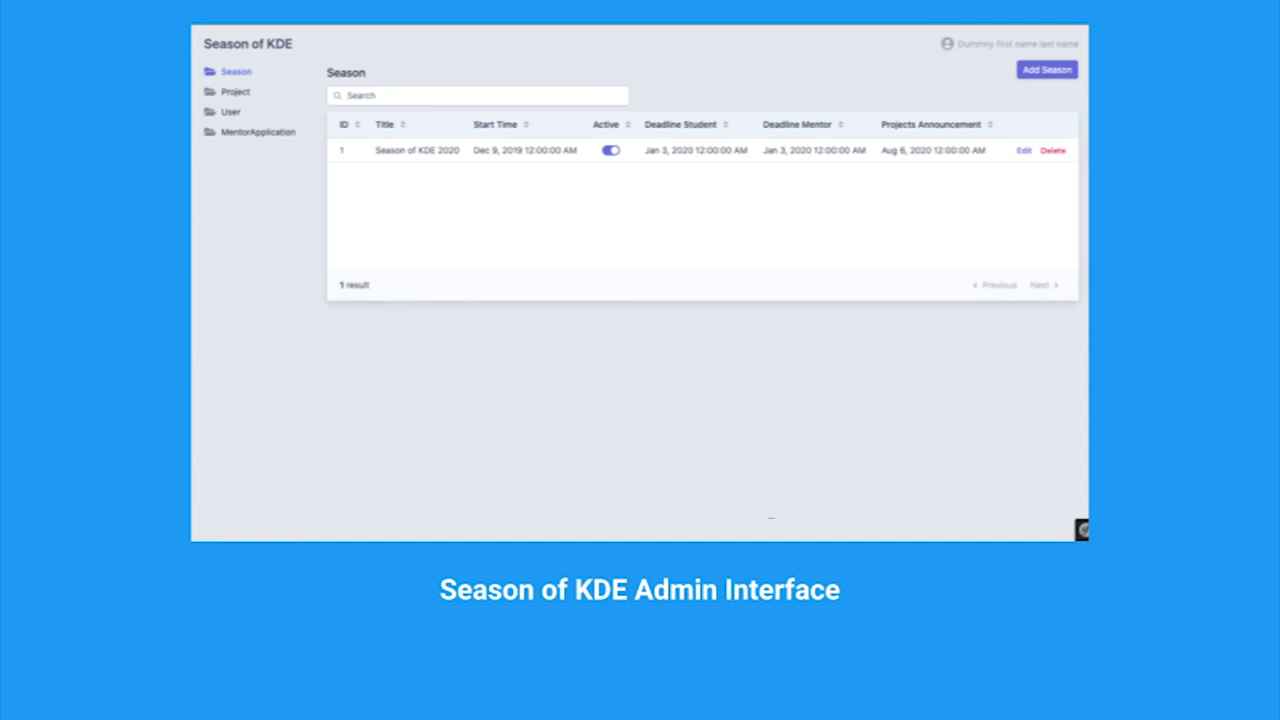 Season of KDE
Dummy first name last name
Season
Project
User
MentorApplication
Season
Add Season
Search
ID Title Start Time Active Deadline Student Deadline Mentor Projects Announcement
1 Season of KDE 2020 Dec 9, 2019 12:00:00 AM Jan 3, 2020 12:00:00 AM Jan 3, 2020 12:00:00 AM Aug 6, 2020 12:00:00 AM Edit Delete
1 result
Previous Next
Season of KDE Admin Interface